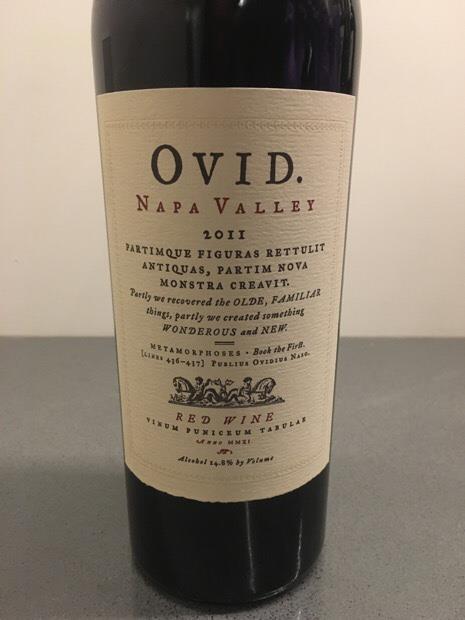 OVID.
NAPA VALLEY
2011
PARTIMQUE FIGURAS RETTULIT
ANTIQUAS, PARTIM NOVA
MONSTRA CREAVIT.
Partly we recovered the OLDE, FAMILIAR
things, partly we created something
WONDEROUS and NEW.
METAMORPHOSES · Book the First.
[LINES 436–437] PUBLIUS OVIDIUS NASO.
RED WINE
VINUM PUNICEUM TABULAE
Anno MMXI
Alcohol 14.8% by Volume